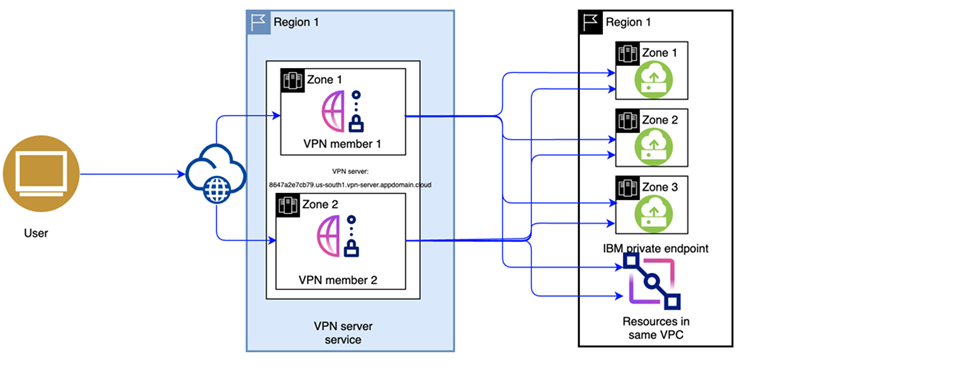 Region 1
Region 1
Zone 1
VPN member 1
VPN server:
8647a2e7cb79.us-south1.vpn-server.appdomain.cloud
Zone 2
VPN member 2
VPN server
service
User
Zone 1
Zone 2
Zone 3
IBM private endpoint
Resources in
same VPC